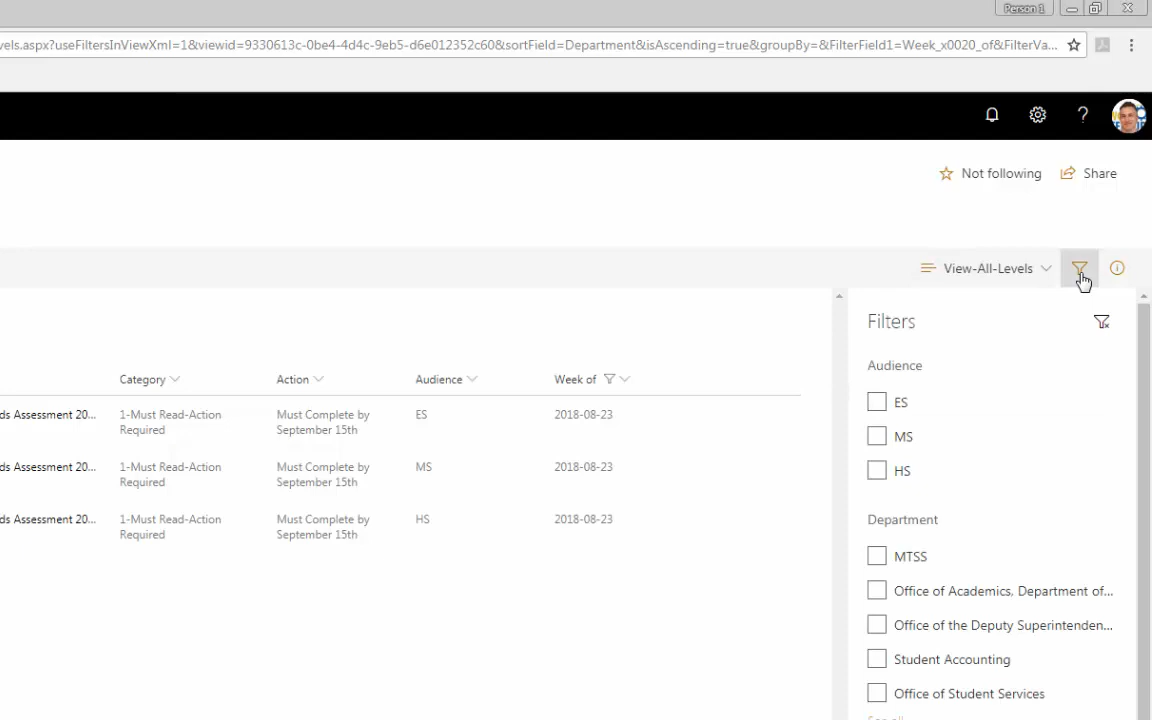 Person 1
vels.aspx?useFiltersInViewXml=1&viewid=9330613c-0be4-4d4c-9eb5-d6e012352c60&sortField=Department&isAscending=true&groupBy=&FilterField1=Week_x0020_of&FilterVa...
Not following Share
View-All-Levels
Filters
Audience
ES
MS
HS
Department
MTSS
Office of Academics, Department of...
Office of the Deputy Superintenden...
Student Accounting
Office of Student Services
Category Action Audience Week of
ds Assessment 20... 1-Must Read-Action Must Complete by ES 2018-08-23
Required September 15th
ds Assessment 20... 1-Must Read-Action Must Complete by MS 2018-08-23
Required September 15th
ds Assessment 20... 1-Must Read-Action Must Complete by HS 2018-08-23
Required September 15th